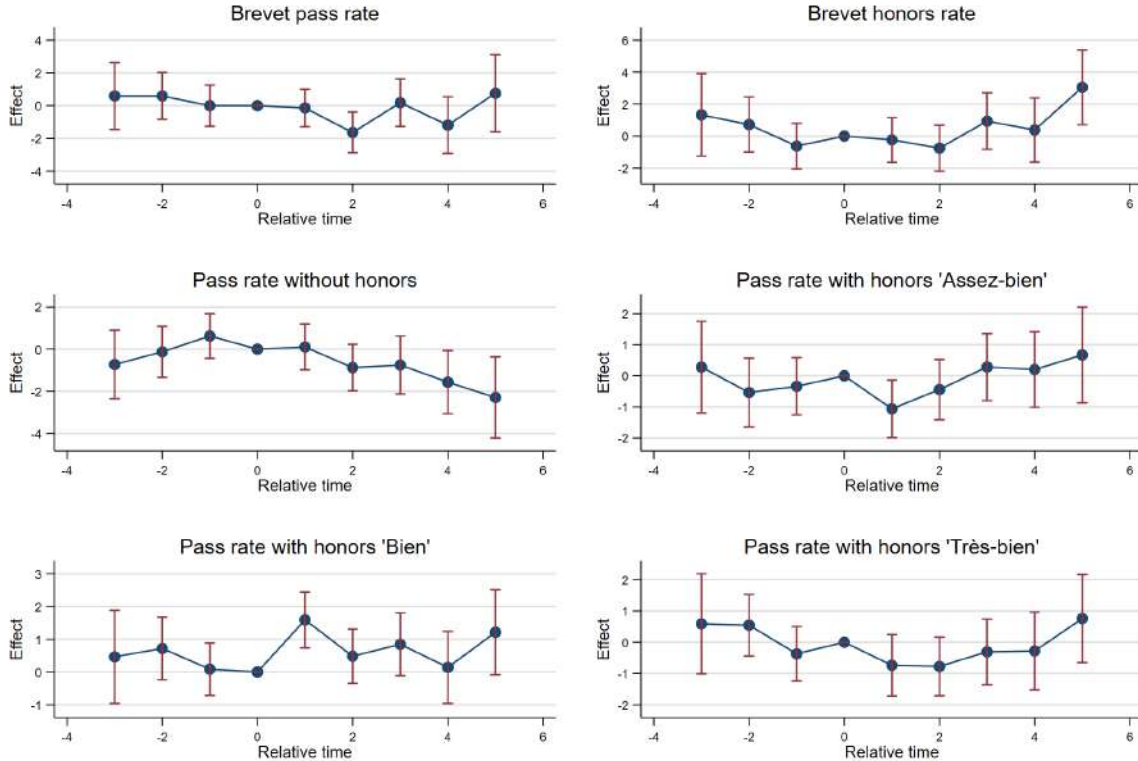 Brevet pass rate
4
2
0
-2
-4
Effect
-4 -2 0 2 4 6
Relative time
Brevet honors rate
6
4
2
0
-2
Effect
-4 -2 0 2 4 6
Relative time
Pass rate without honors
2
0
-2
-4
Effect
-4 -2 0 2 4 6
Relative time
Pass rate with honors 'Assez-bien'
2
1
0
-1
-2
Effect
-4 -2 0 2 4 6
Relative time
Pass rate with honors 'Bien'
3
2
1
0
-1
Effect
-4 -2 0 2 4 6
Relative time
Pass rate with honors 'Très-bien'
2
1
0
-1
-2
Effect
-4 -2 0 2 4 6
Relative time